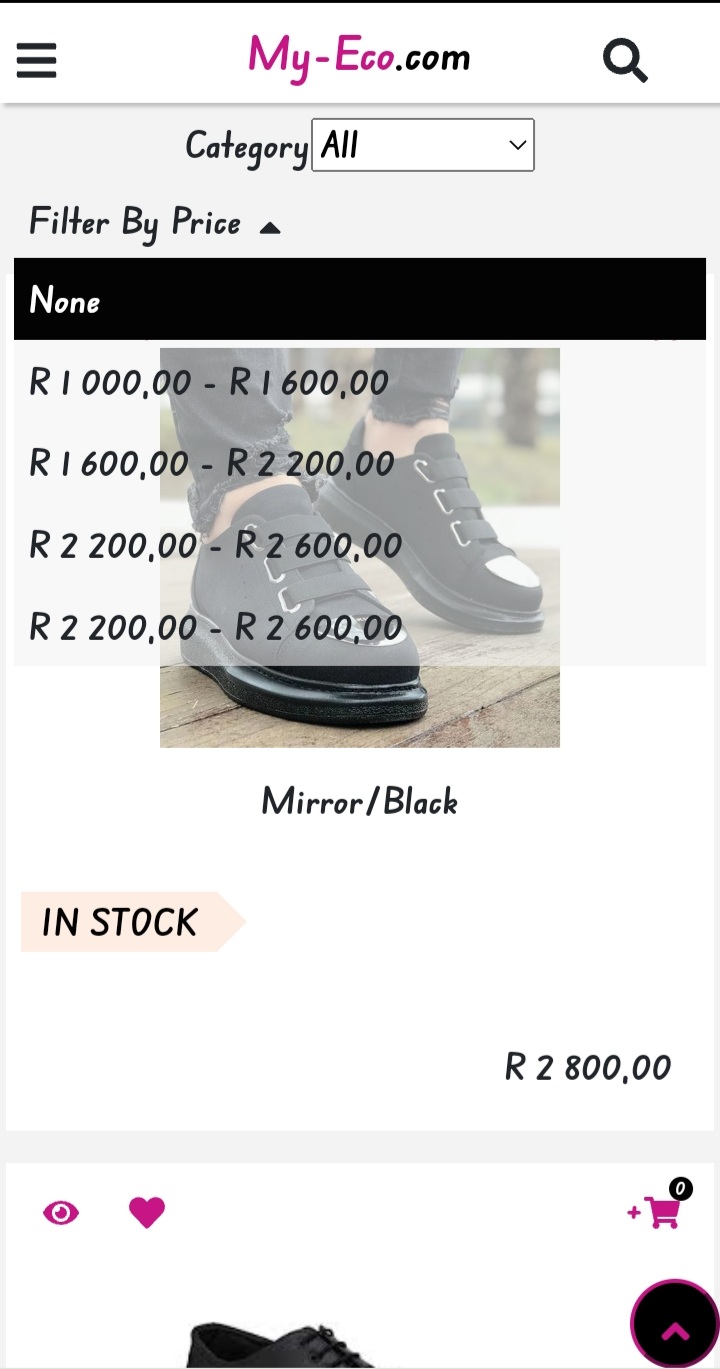 My-Eco.com
Category All
Filter By Price
None
R 1 000,00 - R 1 600,00
R 1 600,00 - R 2 200,00
R 2 200,00 - R 2 600,00
R 2 200,00 - R 2 600,00
Mirror/Black
IN STOCK
R 2 800,00
0
+